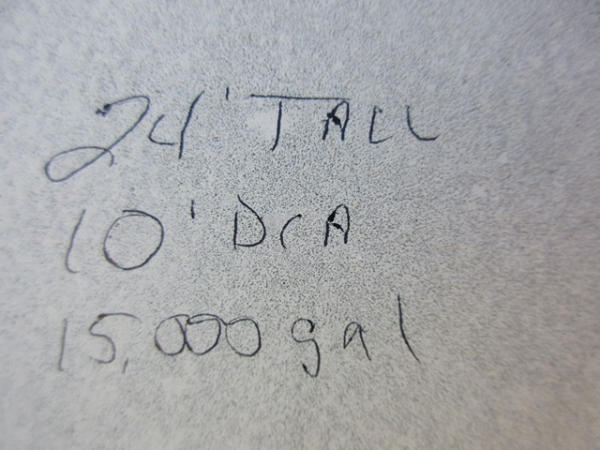 24' TALL
10' DIA
15,000 gal